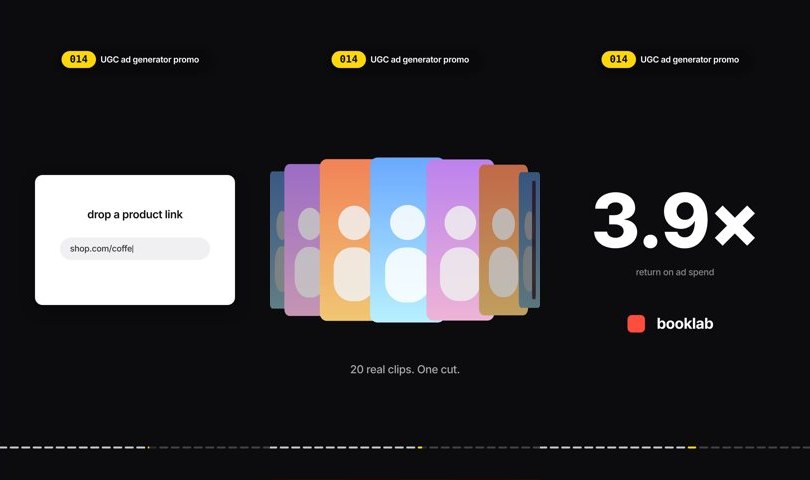 014 UGC ad generator promo
drop a product link
shop.com/coffe
014 UGC ad generator promo
20 real clips. One cut.
014 UGC ad generator promo
3.9×
return on ad spend
booklab